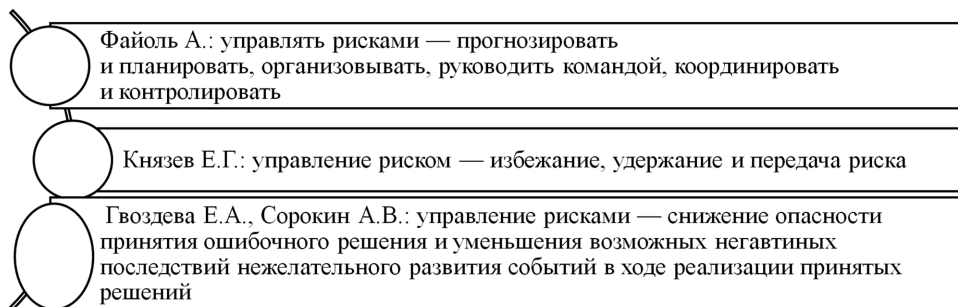 Файоль А.: управлять рисками — прогнозировать
и планировать, организовывать, руководить командой, координировать
и контролировать
Князев Е.Г.: управление риском — избежание, удержание и передача риска
Гвоздева Е.А., Сорокин А.В.: управление рисками — снижение опасности
принятия ошибочного решения и уменьшения возможных негавтиных
последствий нежелательного развития событий в ходе реализации принятых
решений